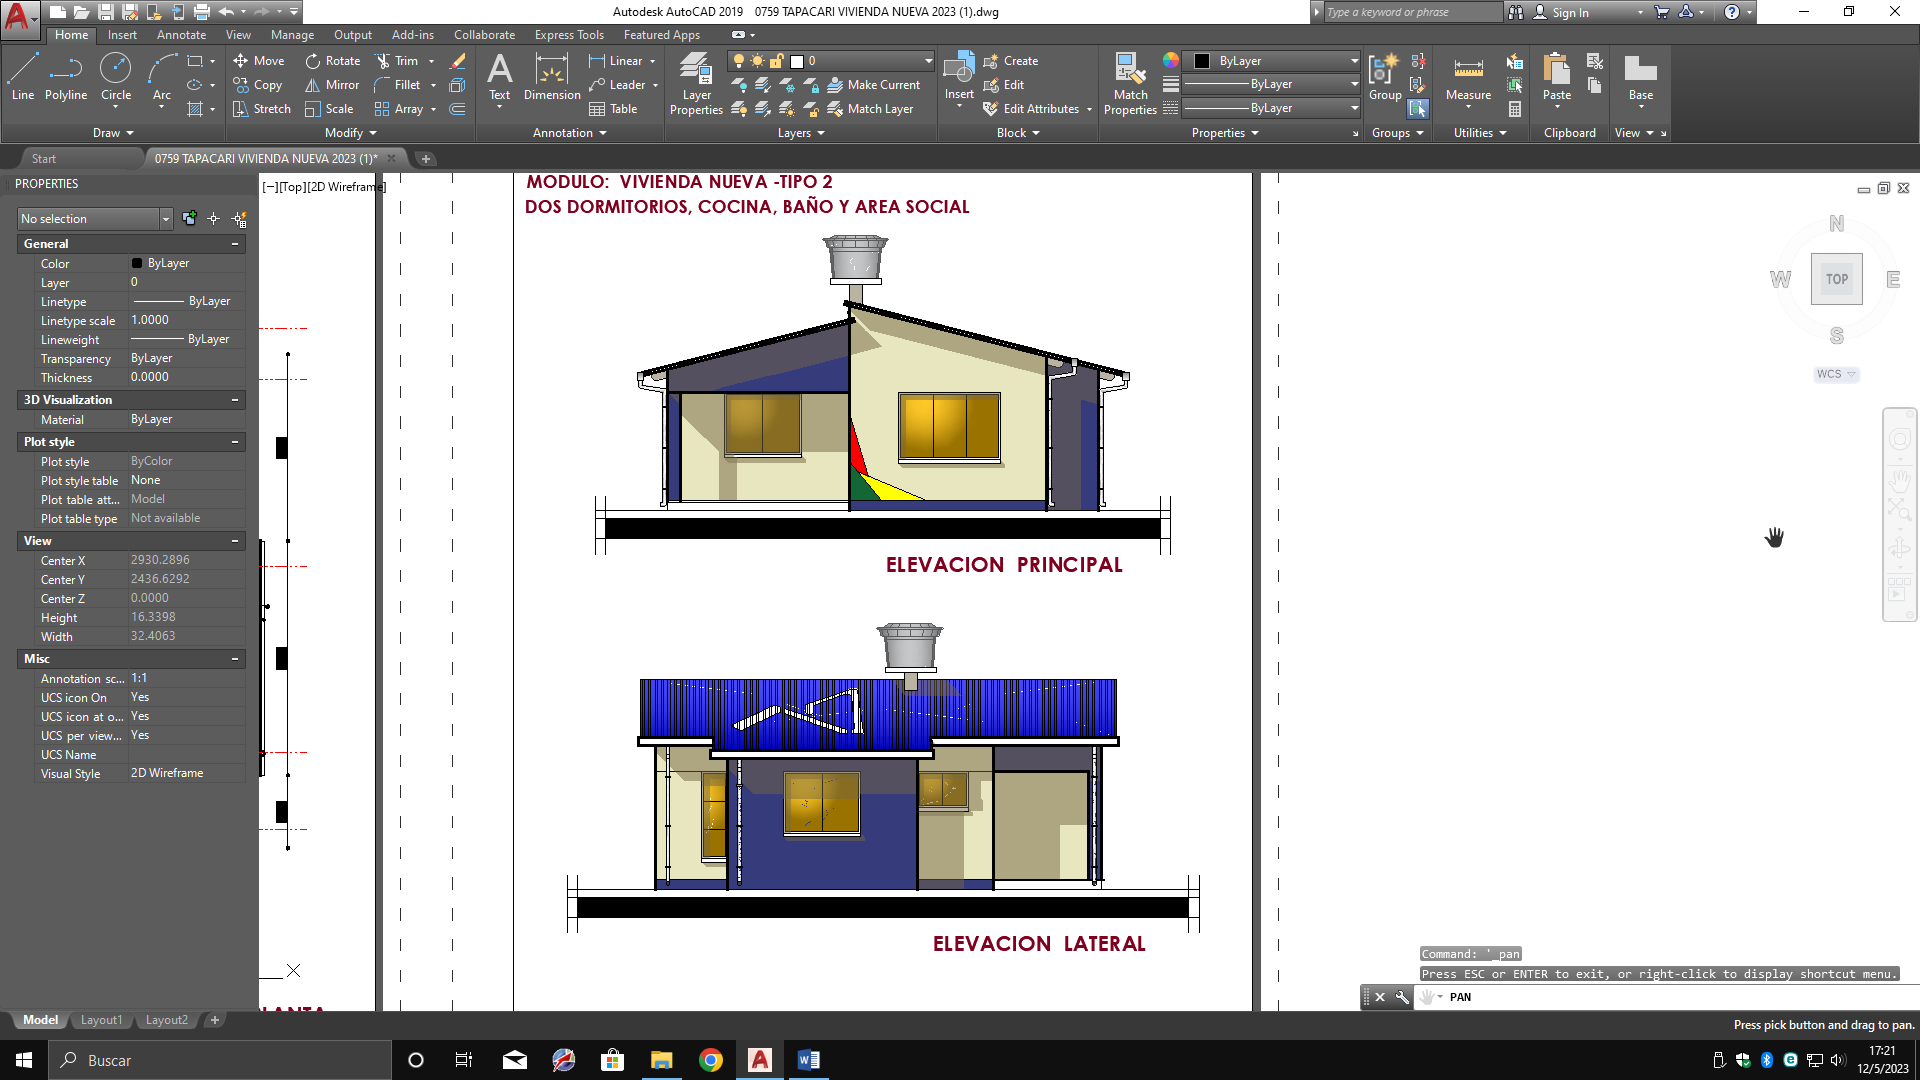 Autodesk AutoCAD 2019 0759 TAPACARI VIVIENDA NUEVA 2023 (1).dwg
Type a keyword or phrase
Sign In
Home Insert Annotate View Manage Output Add-ins Collaborate Express Tools Featured Apps
Line Polyline Circle Arc
Draw
Move Rotate Trim
Copy Mirror Fillet
Stretch Scale Array
Modify
Text Dimension
Linear
Leader
Table
Annotation
Layer Properties
0
Make Current
Match Layer
Layers
Insert
Create
Edit
Edit Attributes
Block
Match Properties
ByLayer
ByLayer
ByLayer
Properties
Group
Groups
Measure
Utilities
Paste
Clipboard
Base
View
Start
0759 TAPACARI VIVIENDA NUEVA 2023 (1)*
PROPERTIES
No selection
General
Color ByLayer
Layer 0
Linetype ByLayer
Linetype scale 1.0000
Lineweight ByLayer
Transparency ByLayer
Thickness 0.0000
3D Visualization
Material ByLayer
Plot style
Plot style ByColor
Plot style table None
Plot table att... Model
Plot table type Not available
View
Center X 2930.2896
Center Y 2436.6292
Center Z 0.0000
Height 16.3398
Width 32.4063
Misc
Annotation sc... 1:1
UCS icon On Yes
UCS icon at o... Yes
UCS per view... Yes
UCS Name
Visual Style 2D Wireframe
[−][Top][2D Wireframe]
MODULO: VIVIENDA NUEVA -TIPO 2
DOS DORMITORIOS, COCINA, BAÑO Y AREA SOCIAL
ELEVACION PRINCIPAL
ELEVACION LATERAL
N
W TOP E
S
WCS
Command: '_pan
Press ESC or ENTER to exit, or right-click to display shortcut menu.
PAN
Model Layout1 Layout2
Press pick button and drag to pan.
Buscar
17:21
12/5/2023